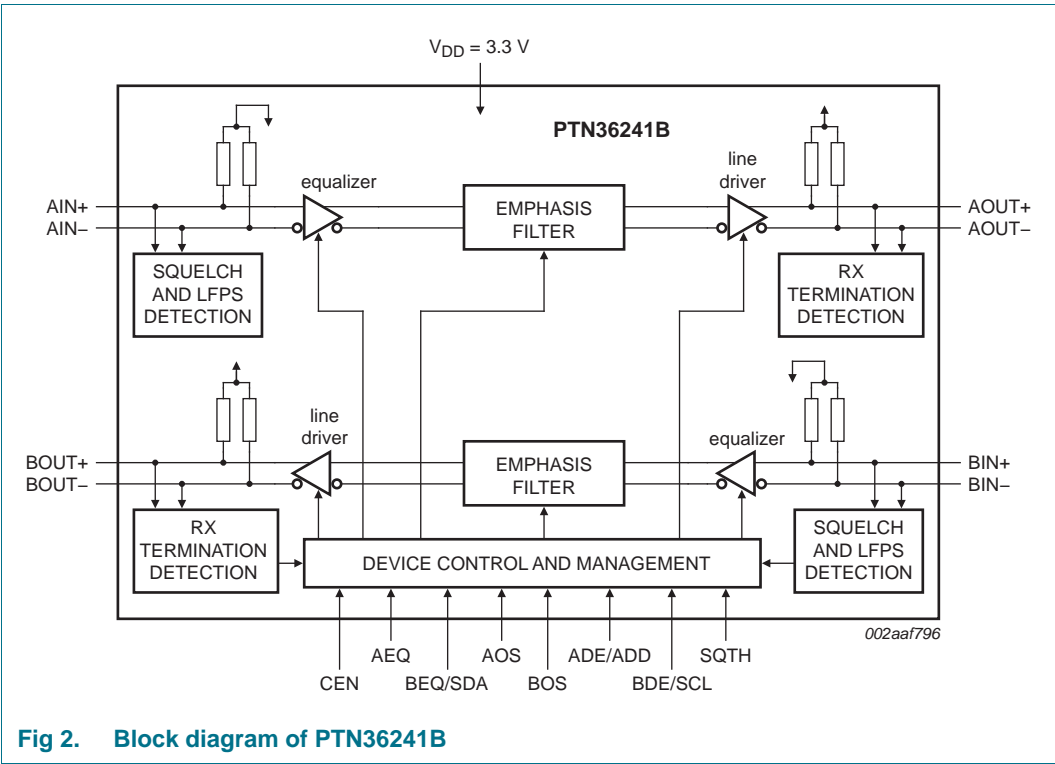 VDD = 3.3 V
PTN36241B
equalizer
line
driver
AIN+
AIN−
EMPHASIS
FILTER
AOUT+
AOUT−
SQUELCH
AND LFPS
DETECTION
RX
TERMINATION
DETECTION
line
driver
equalizer
BOUT+
BOUT−
EMPHASIS
FILTER
BIN+
BIN−
RX
TERMINATION
DETECTION
DEVICE CONTROL AND MANAGEMENT
SQUELCH
AND LFPS
DETECTION
002aaf796
AEQ
AOS
ADE/ADD
SQTH
CEN
BEQ/SDA
BOS
BDE/SCL
Fig 2. Block diagram of PTN36241B